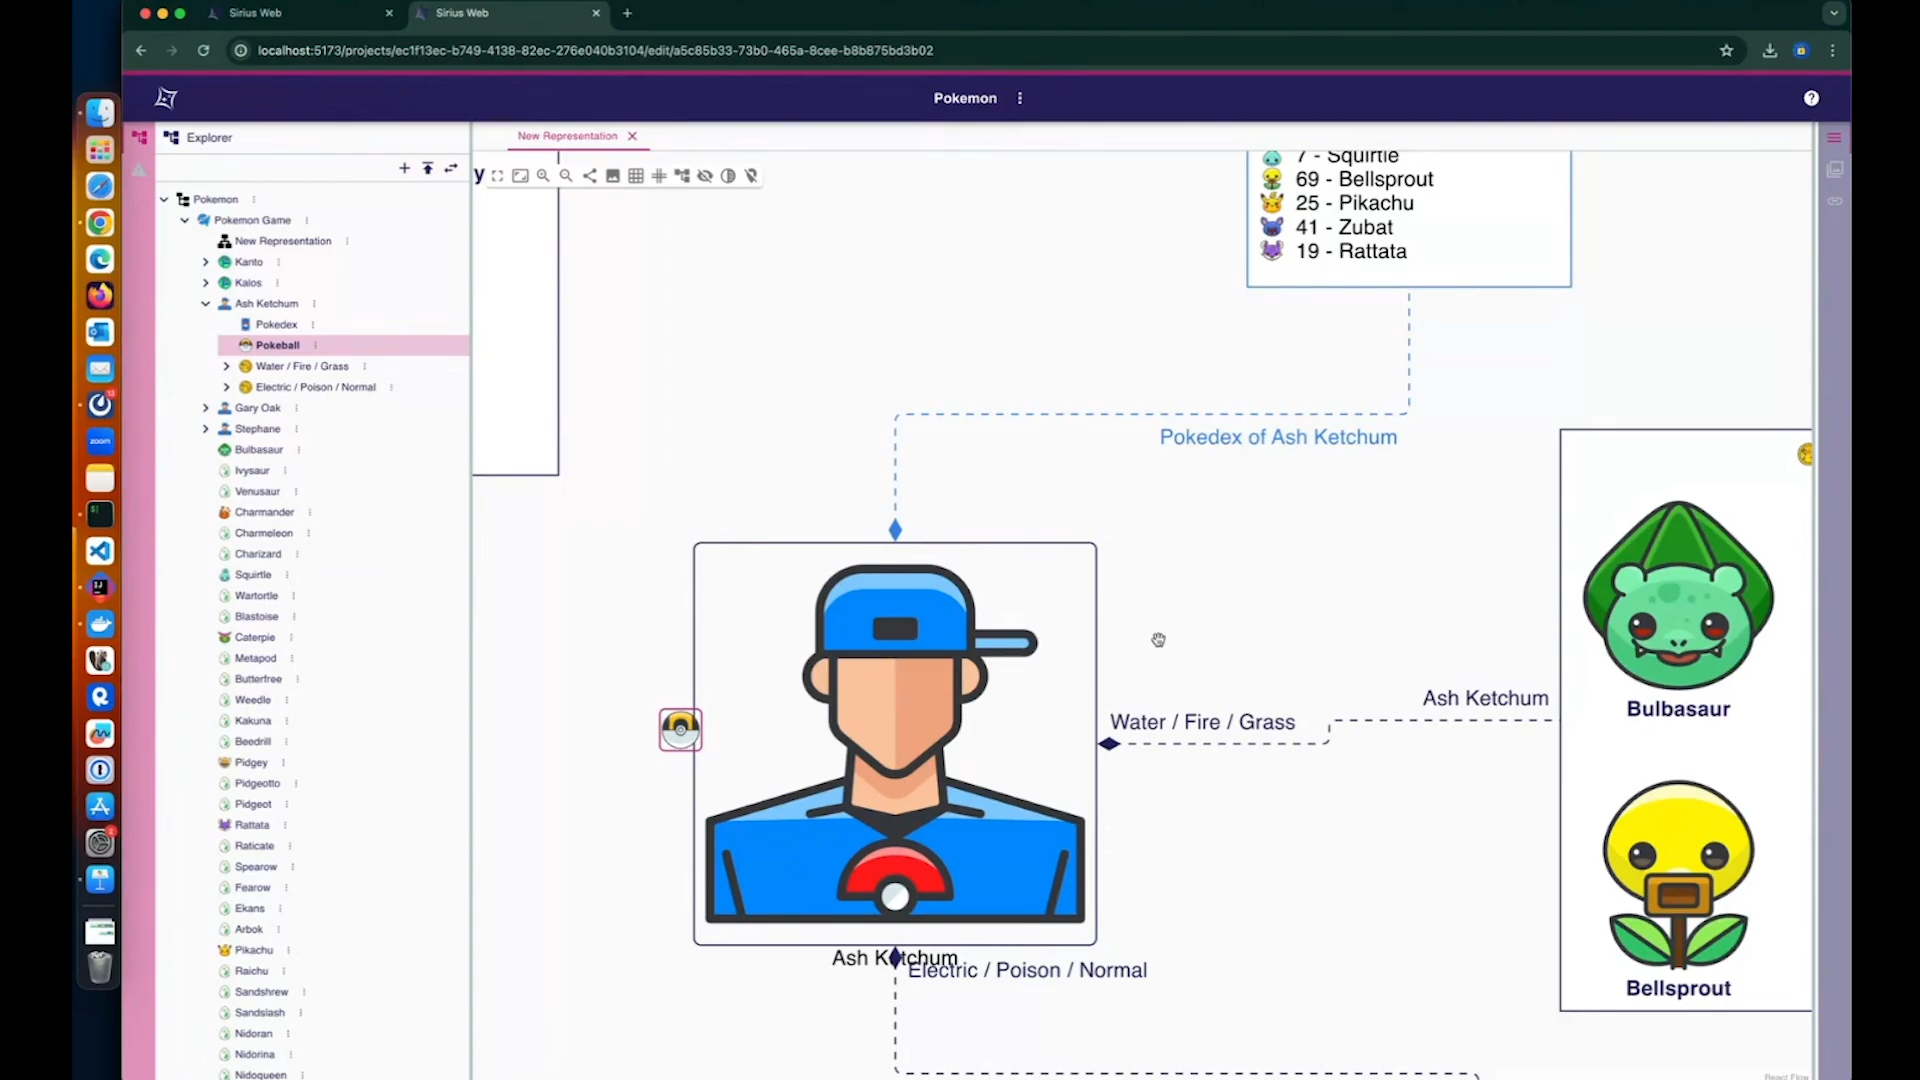 Sirius Web
Sirius Web
localhost:5173/projects/ec1f13ec-b749-4138-82ec-276e040b3104/edit/a5c85b33-73b0-465a-8cee-b8b875bd3b02
Pokemon
Explorer
New Representation
y
Pokemon
Pokemon Game
New Representation
Kanto
Kalos
Ash Ketchum
Pokedex
Pokeball
Water / Fire / Grass
Electric / Poison / Normal
Gary Oak
Stephane
Bulbasaur
Ivysaur
Venusaur
Charmander
Charmeleon
Charizard
Squirtle
Wartortle
Blastoise
Caterpie
Metapod
Butterfree
Weedle
Kakuna
Beedrill
Pidgey
Pidgeotto
Pidgeot
Rattata
Raticate
Spearow
Fearow
Ekans
Arbok
Pikachu
Raichu
Sandshrew
Sandslash
Nidoran
Nidorina
Nidoqueen
7 - Squirtle
69 - Bellsprout
25 - Pikachu
41 - Zubat
19 - Rattata
Pokedex of Ash Ketchum
Ash Ketchum
Water / Fire / Grass
Bulbasaur
Bellsprout
Ash Ketchum
Electric / Poison / Normal
React Flow
zoom